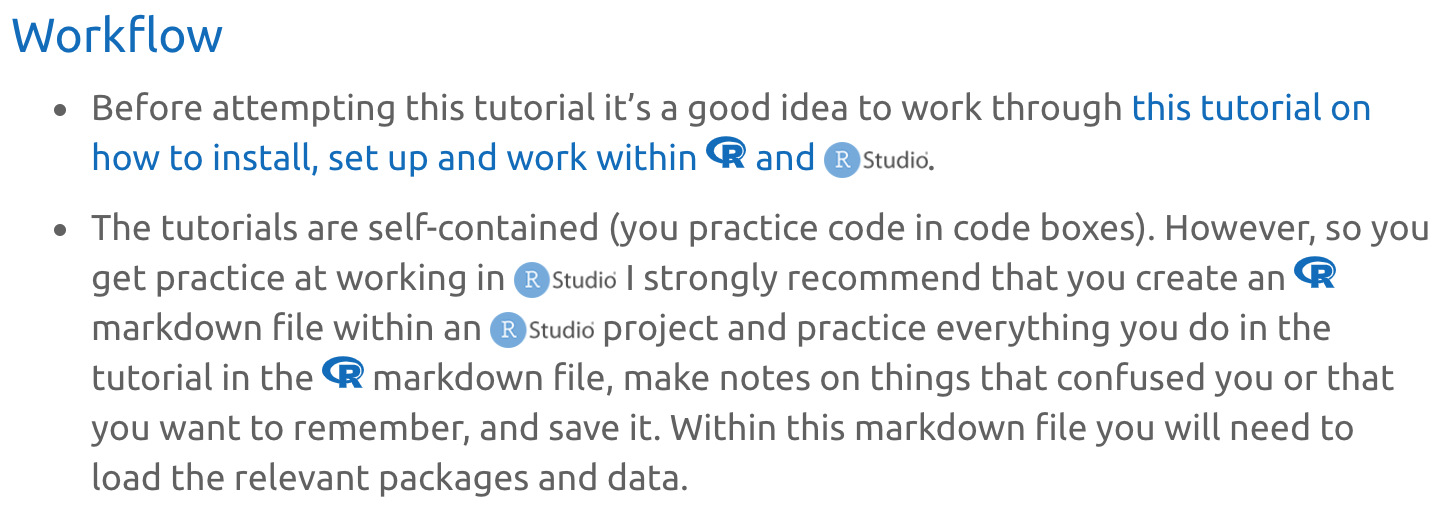 Workflow
• Before attempting this tutorial it’s a good idea to work through this tutorial on
how to install, set up and work within R and R Studio.
• The tutorials are self-contained (you practice code in code boxes). However, so you
get practice at working in R Studio I strongly recommend that you create an R
markdown file within an R Studio project and practice everything you do in the
tutorial in the R markdown file, make notes on things that confused you or that
you want to remember, and save it. Within this markdown file you will need to
load the relevant packages and data.